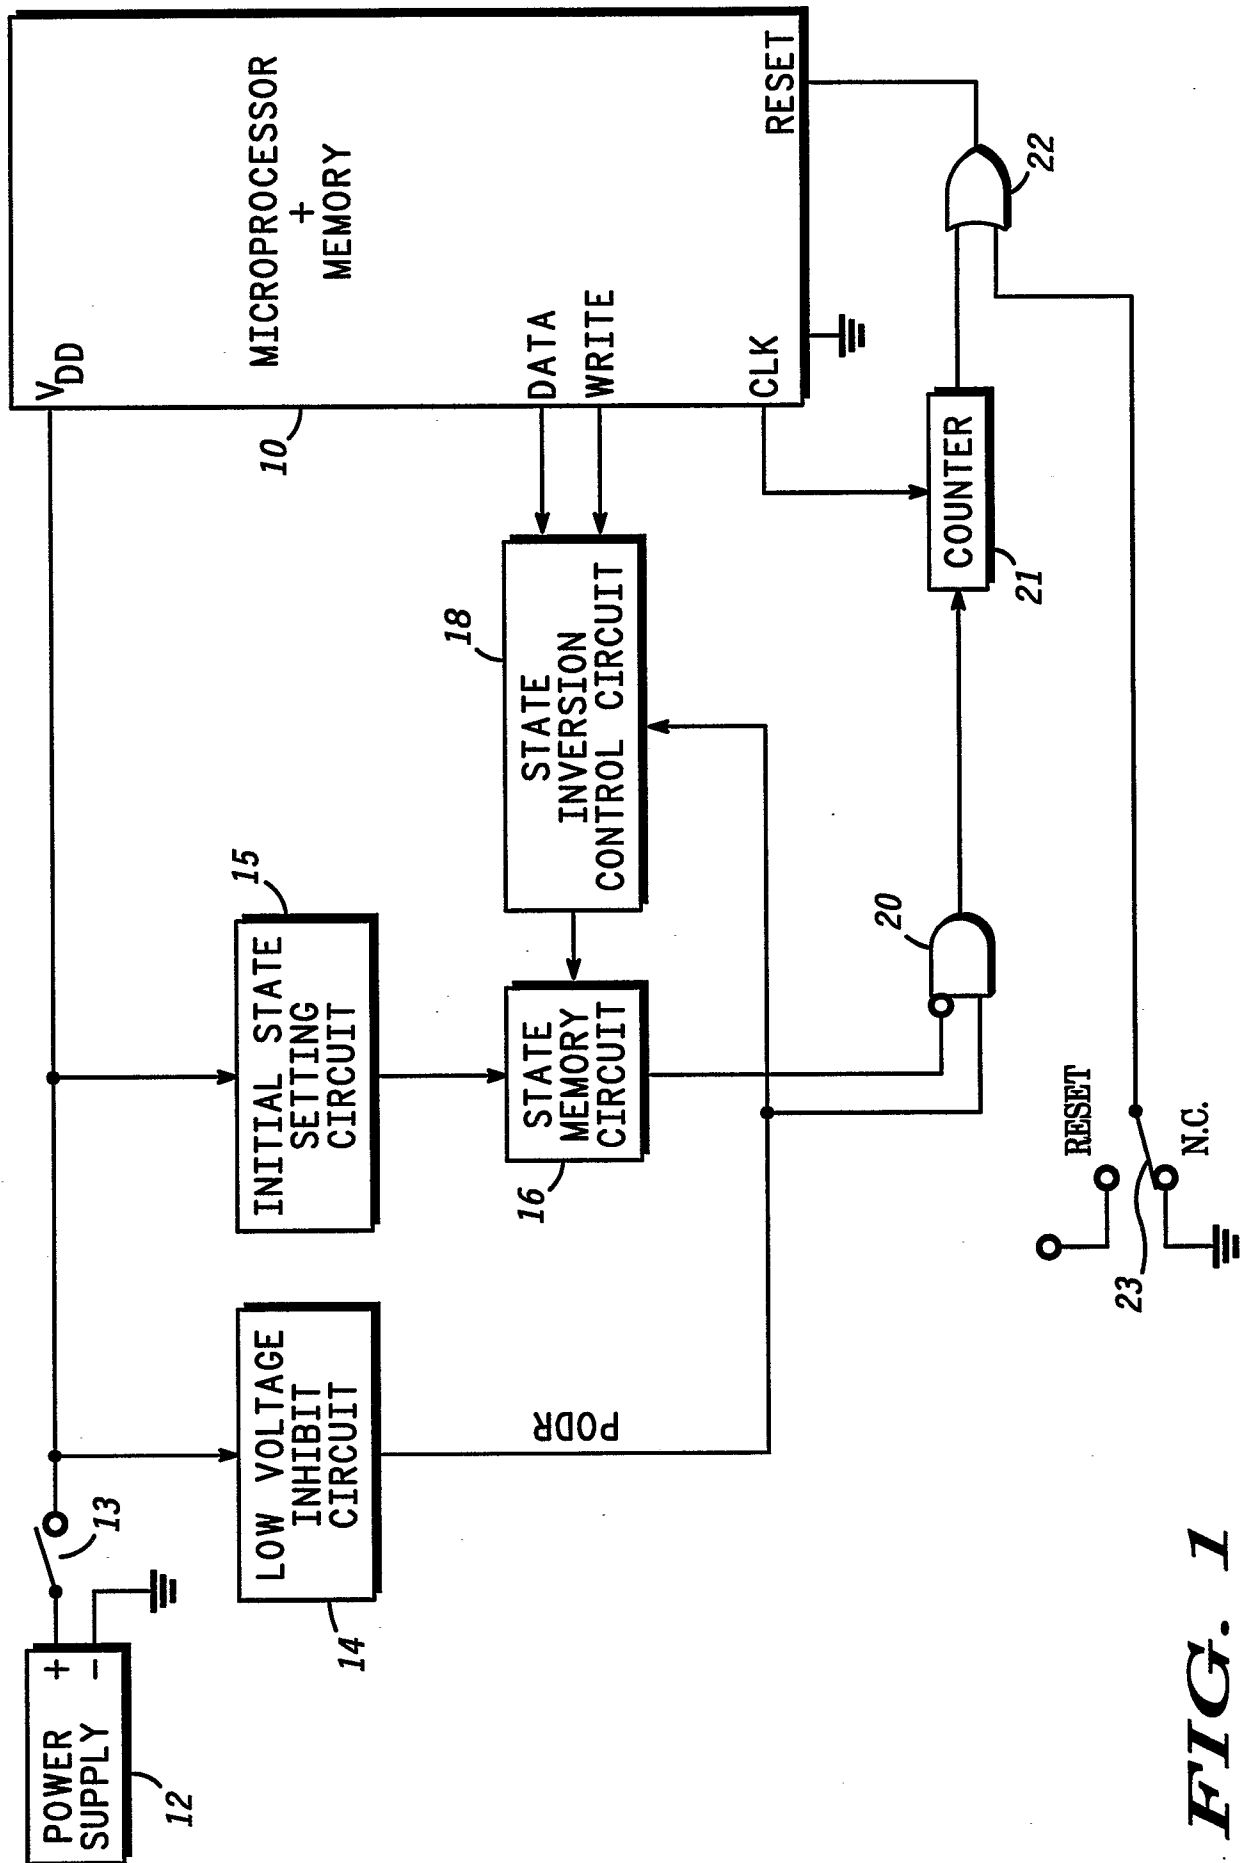 POWER
SUPPLY
+
-
12
13
LOW VOLTAGE
INHIBIT
CIRCUIT
14
PODR
INITIAL STATE
SETTING
CIRCUIT
15
STATE
MEMORY
CIRCUIT
16
STATE
INVERSION
CONTROL CIRCUIT
18
VDD
MICROPROCESSOR
+
MEMORY
10
DATA
WRITE
CLK
RESET
20
COUNTER
21
22
RESET
N.C.
23
FIG. 1